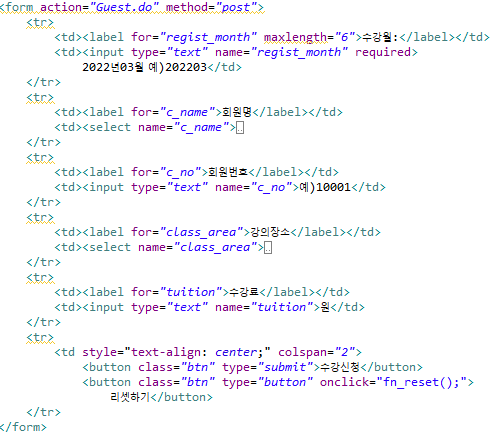 <form action="Guest.do" method="post">
<tr>
<td><label for="regist_month" maxlength="6">수강월:</label></td>
<td><input type="text" name="regist_month" required>
2022년03월 예)202203</td>
</tr>
<tr>
<td><label for="c_name">회원명</label></td>
<td><select name="c_name">..
</tr>
<tr>
<td><label for="c_no">회원번호</label></td>
<td><input type="text" name="c_no">예)10001</td>
</tr>
<tr>
<td><label for="class_area">강의장소</label></td>
<td><select name="class_area">..
</tr>
<tr>
<td><label for="tuition">수강료</label></td>
<td><input type="text" name="tuition">원</td>
</tr>
<tr>
<td style="text-align: center;" colspan="2">
<button class="btn" type="submit">수강신청</button>
<button class="btn" type="button" onclick="fn_reset();">
리셋하기</button>
</tr>
</form>